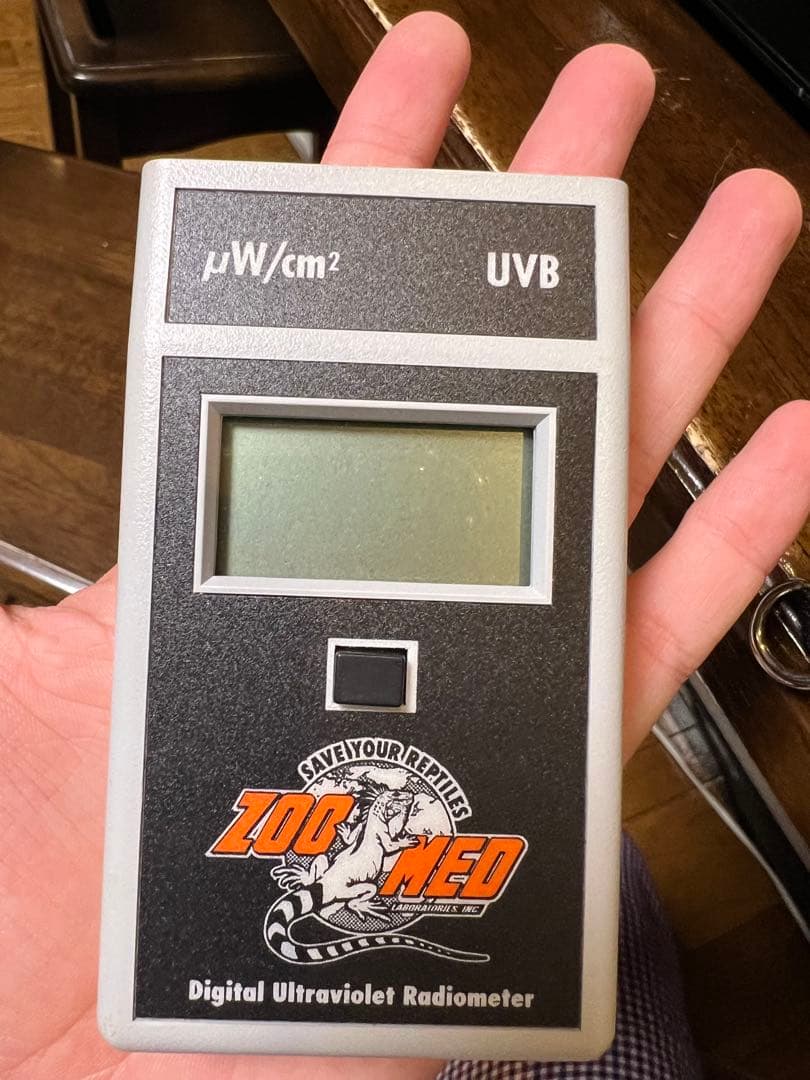 µW/cm² UVB
SAVE YOUR REPTILES
ZOO MED
LABORATORIES, INC
Digital Ultraviolet Radiometer